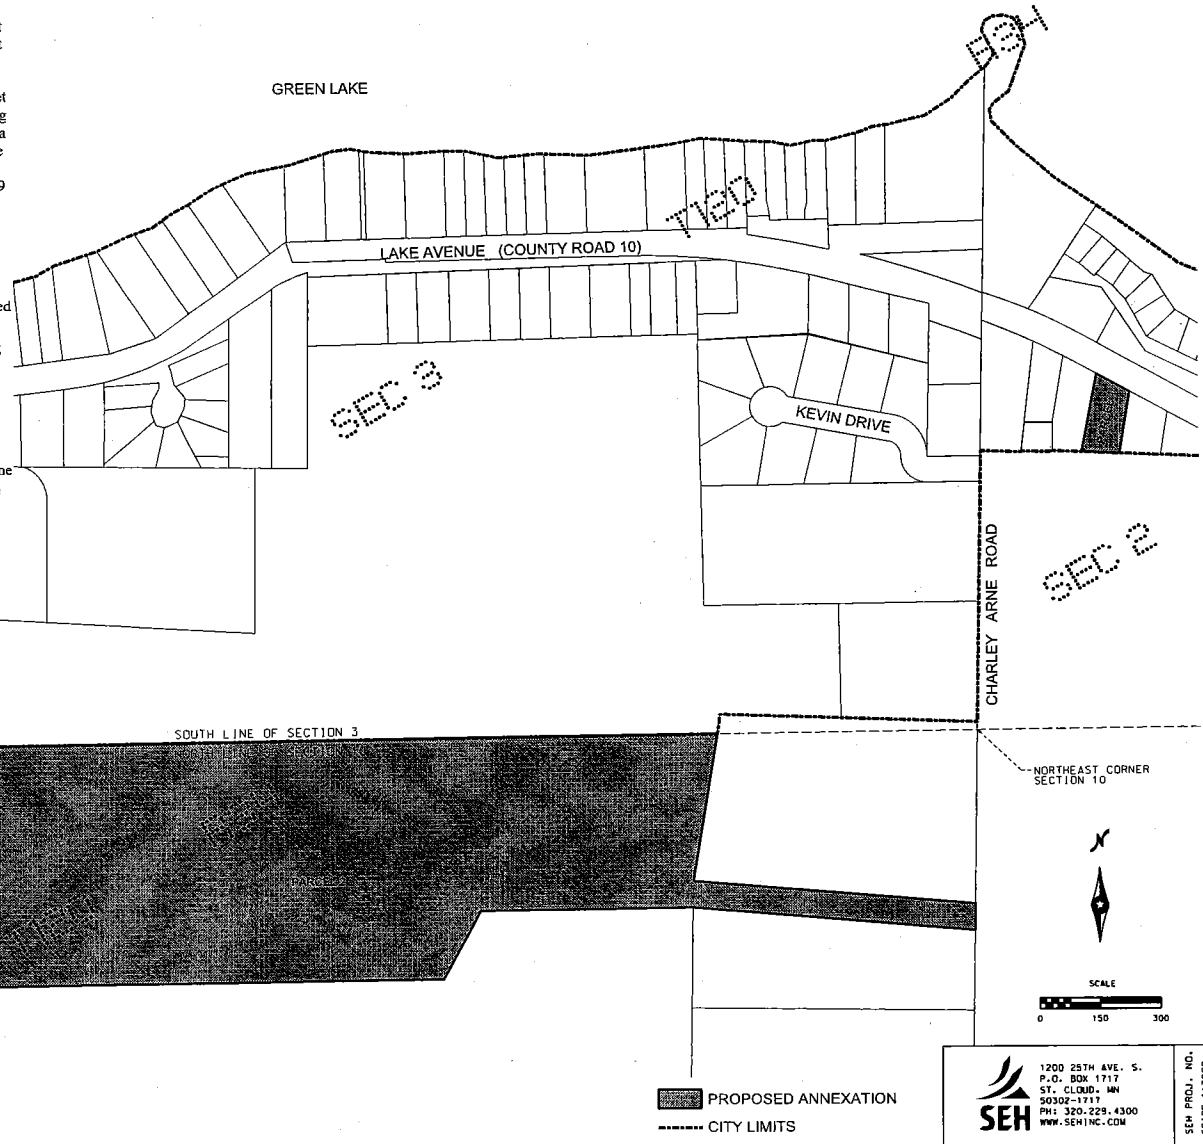 GREEN LAKE
T120
LAKE AVENUE (COUNTY ROAD 10)
SEC 3
KEVIN DRIVE
CHARLEY ARNE ROAD
SEC 2
SOUTH LINE OF SECTION 3
NORTHEAST CORNER
SECTION 10
N
SCALE
0 150 300
PROPOSED ANNEXATION
CITY LIMITS
SEH
1200 25TH AVE. S.
P.O. BOX 1717
ST. CLOUD, MN
50302-1717
PH: 320.229.4300
WWW.SEHINC.COM
SEH PROJ. NO.